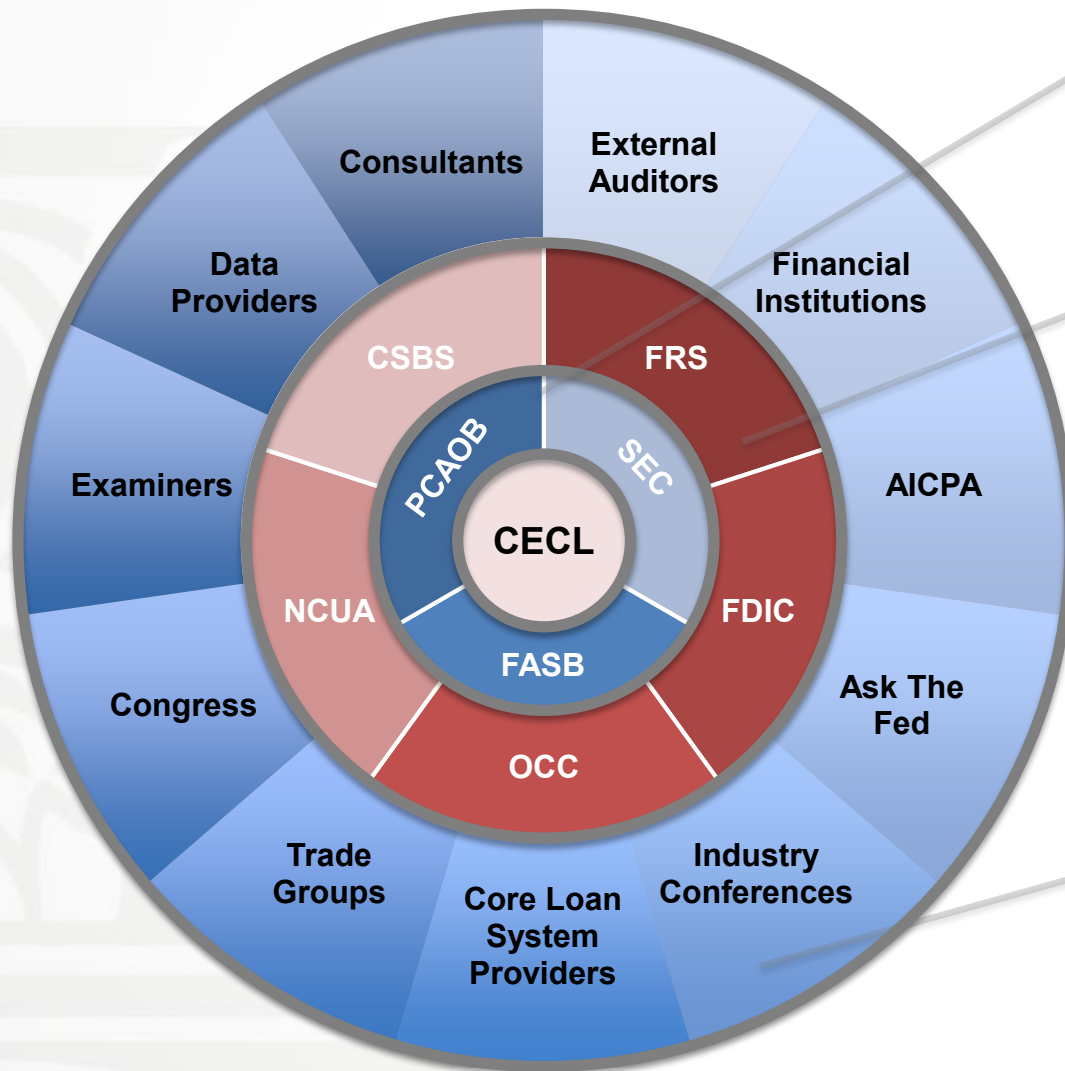 Consultants
External
Auditors
Data
Providers
Financial
Institutions
CSBS
FRS
PCAOB
SEC
Examiners
AICPA
CECL
NCUA
FDIC
FASB
Congress
Ask The
Fed
OCC
Trade
Groups
Industry
Conferences
Core Loan
System
Providers